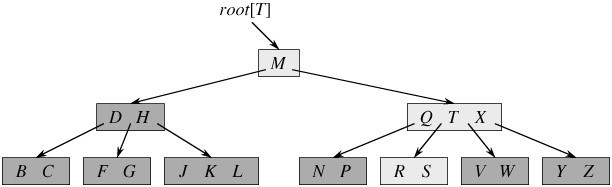 root[T]
M
D H
Q T X
B C
F G
J K L
N P
R S
V W
Y Z